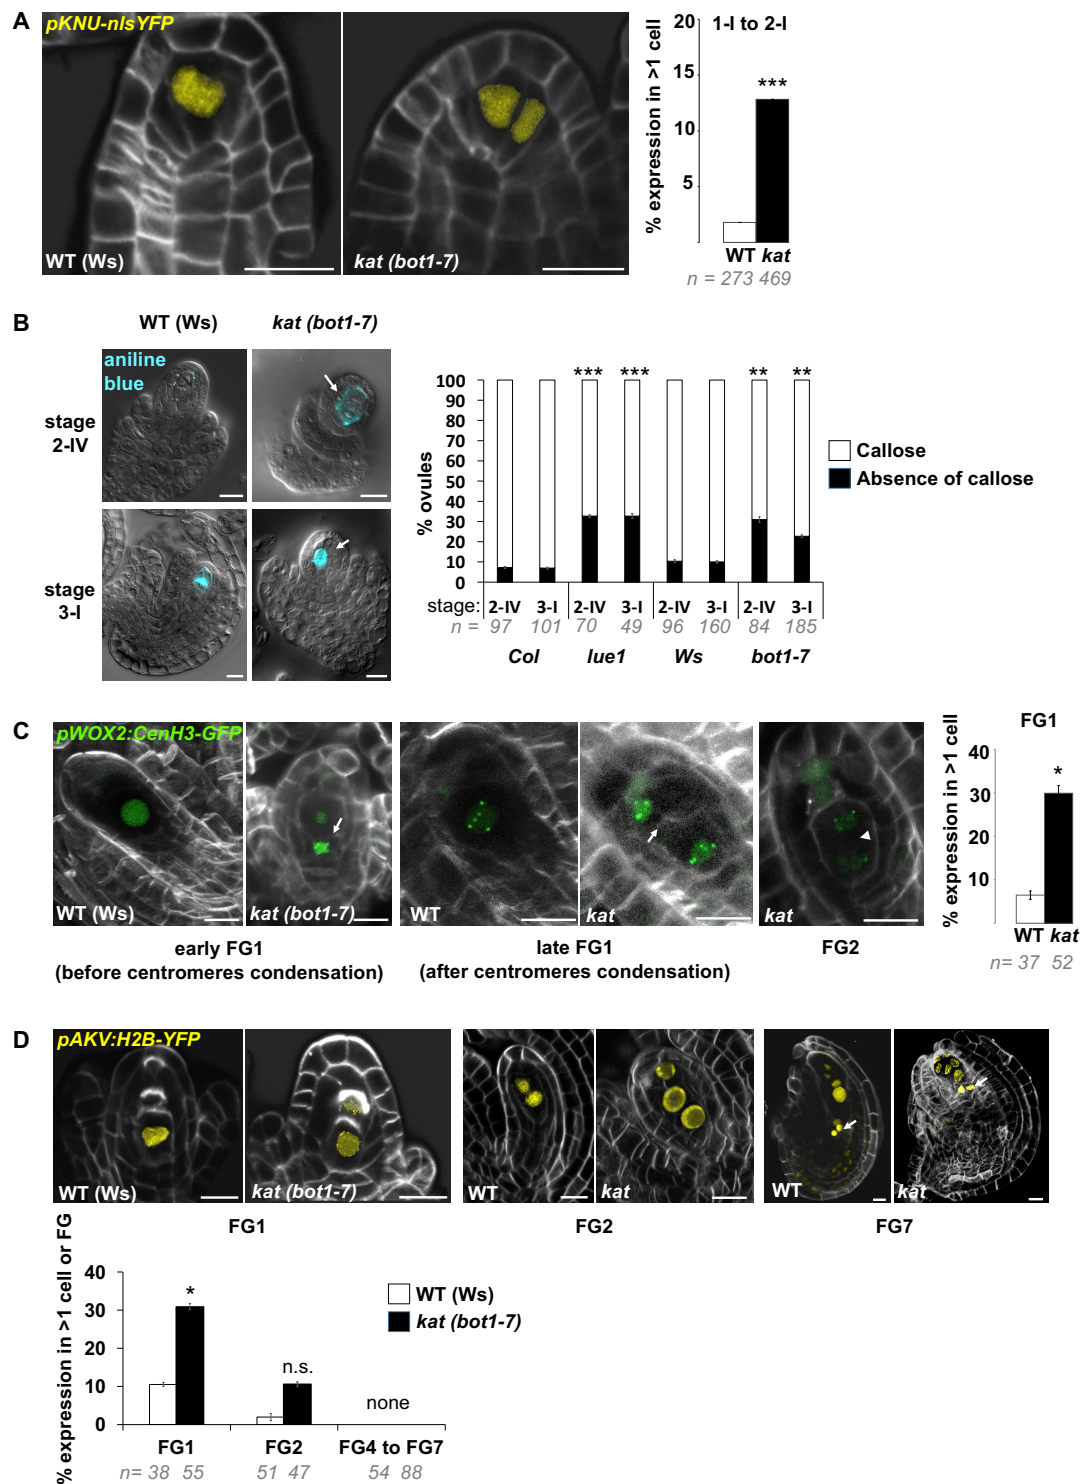 A
pKNU-nlsYFP
WT (Ws)
kat (bot1-7)
% expression in >1 cell
20
15
10
5
1-I to 2-I
***
WT kat
n = 273 469
B
WT (Ws)
kat (bot1-7)
aniline
blue
stage
2-IV
stage
3-I
% ovules
100
90
80
70
60
50
40
30
20
10
0
*** *** ** **
Callose
Absence of callose
stage: 2-IV 3-I 2-IV 3-I 2-IV 3-I 2-IV 3-I
n = 97 101 70 49 96 160 84 185
Col lue1 Ws bot1-7
C
pWOX2:CenH3-GFP
WT (Ws)
kat (bot1-7)
WT
kat
kat
early FG1
(before centromeres condensation)
late FG1
(after centromeres condensation)
FG2
FG1
% expression in >1 cell
40
30
20
10
*
WT kat
n= 37 52
D
pAKV:H2B-YFP
WT (Ws)
kat (bot1-7)
WT
kat
WT
kat
FG1
FG2
FG7
% expression in >1 cell or FG
40
30
20
10
0
*
n.s.
none
WT (Ws)
kat (bot1-7)
FG1 FG2 FG4 to FG7
n= 38 55 51 47 54 88